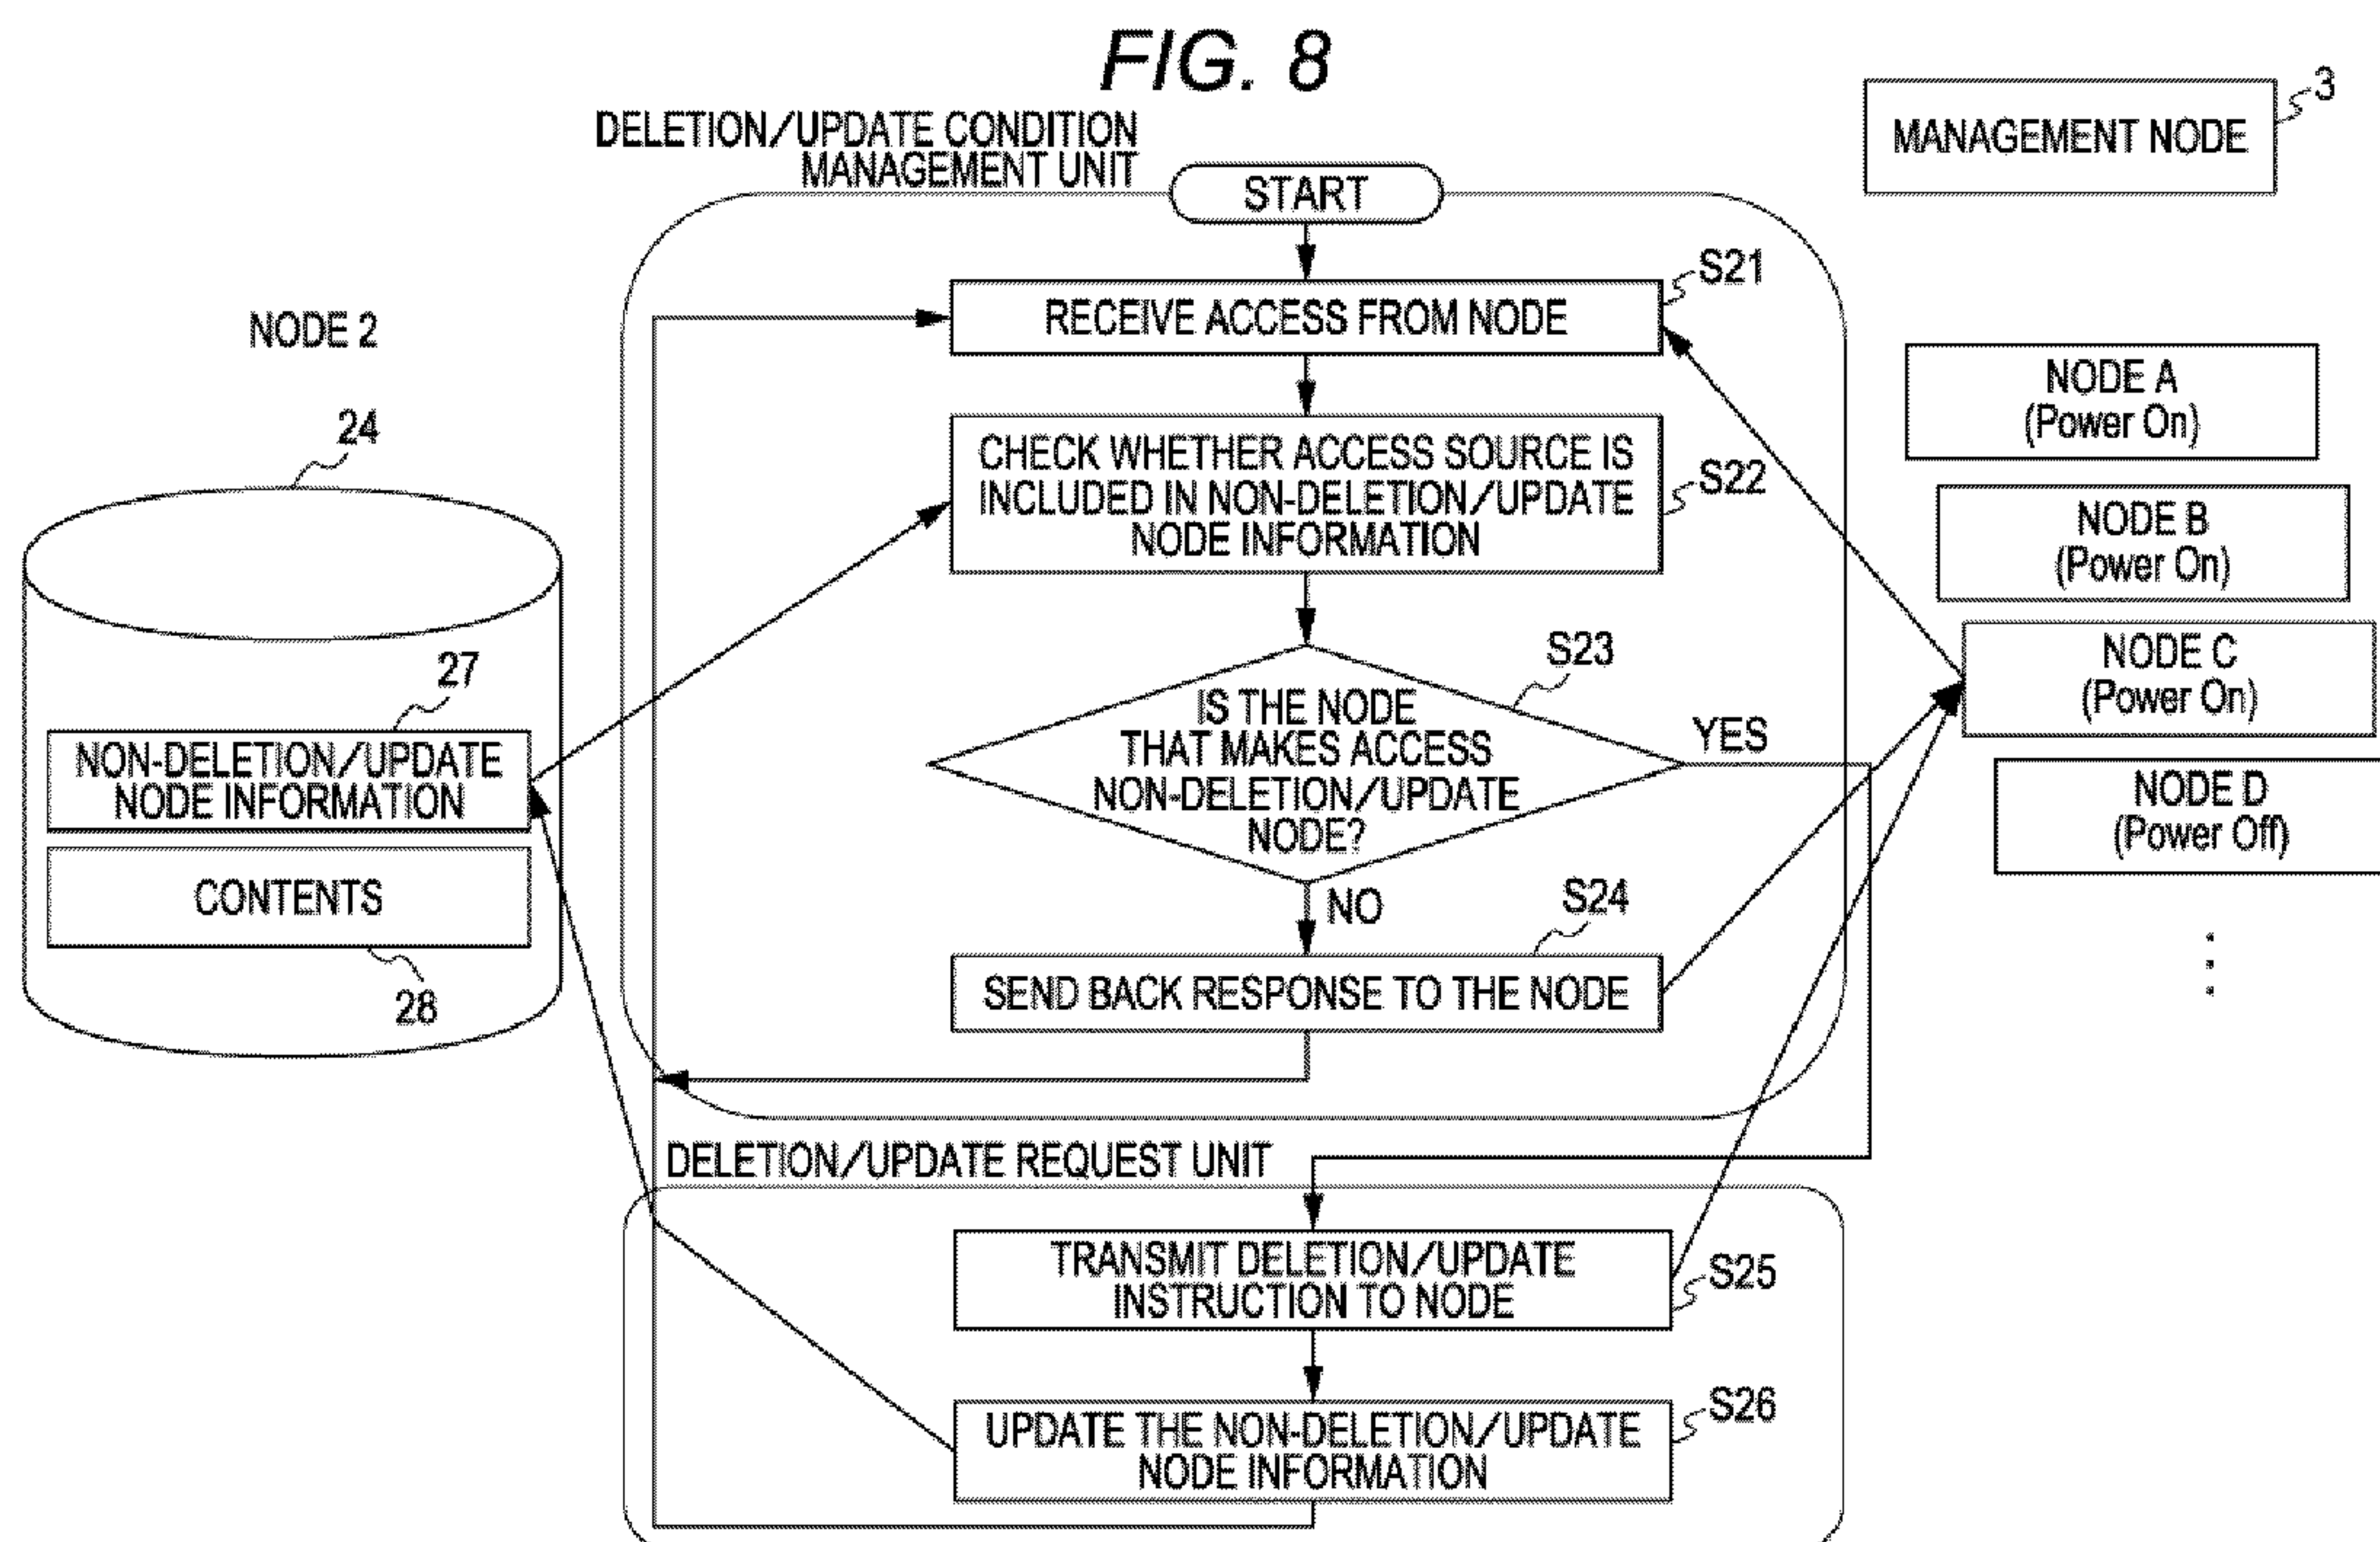 FIG. 8
DELETION/UPDATE CONDITION
MANAGEMENT UNIT
START
3
MANAGEMENT NODE
S21
RECEIVE ACCESS FROM NODE
NODE 2
24
S22
CHECK WHETHER ACCESS SOURCE IS
INCLUDED IN NON-DELETION/UPDATE
NODE INFORMATION
NODE A
(Power On)
NODE B
(Power On)
NODE C
(Power On)
NODE D
(Power Off)
27
NON-DELETION/UPDATE
NODE INFORMATION
CONTENTS
28
S23
IS THE NODE
THAT MAKES ACCESS
NON-DELETION/UPDATE
NODE?
YES
NO
S24
SEND BACK RESPONSE TO THE NODE
DELETION/UPDATE REQUEST UNIT
TRANSMIT DELETION/UPDATE
INSTRUCTION TO NODE
S25
UPDATE THE NON-DELETION/UPDATE
NODE INFORMATION
S26